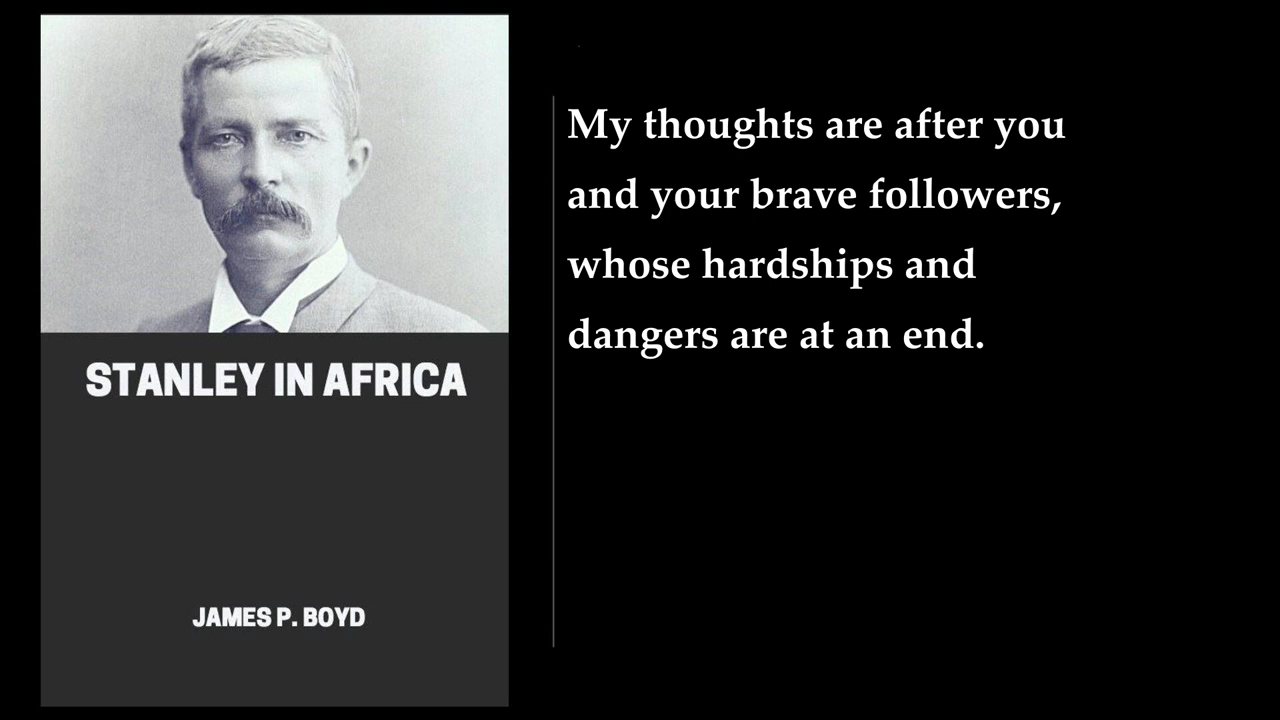 STANLEY IN AFRICA
JAMES P. BOYD
My thoughts are after you
and your brave followers,
whose hardships and
dangers are at an end.